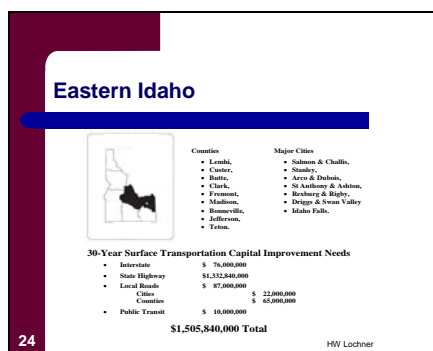 Eastern Idaho
Counties
• Lemhi,
• Custer,
• Butte,
• Clark,
• Fremont,
• Madison,
• Bonneville,
• Jefferson,
• Teton.
Major Cities
• Salmon & Challis,
• Stanley,
• Arco & Dubois,
• St Anthony & Ashton,
• Rexburg & Rigby,
• Driggs & Swan Valley
• Idaho Falls.
30-Year Surface Transportation Capital Improvement Needs
• Interstate $ 76,000,000
• State Highway $1,332,840,000
• Local Roads $ 87,000,000
Cities $ 22,000,000
Counties $ 65,000,000
• Public Transit $ 10,000,000
$1,505,840,000 Total
24
HW Lochner